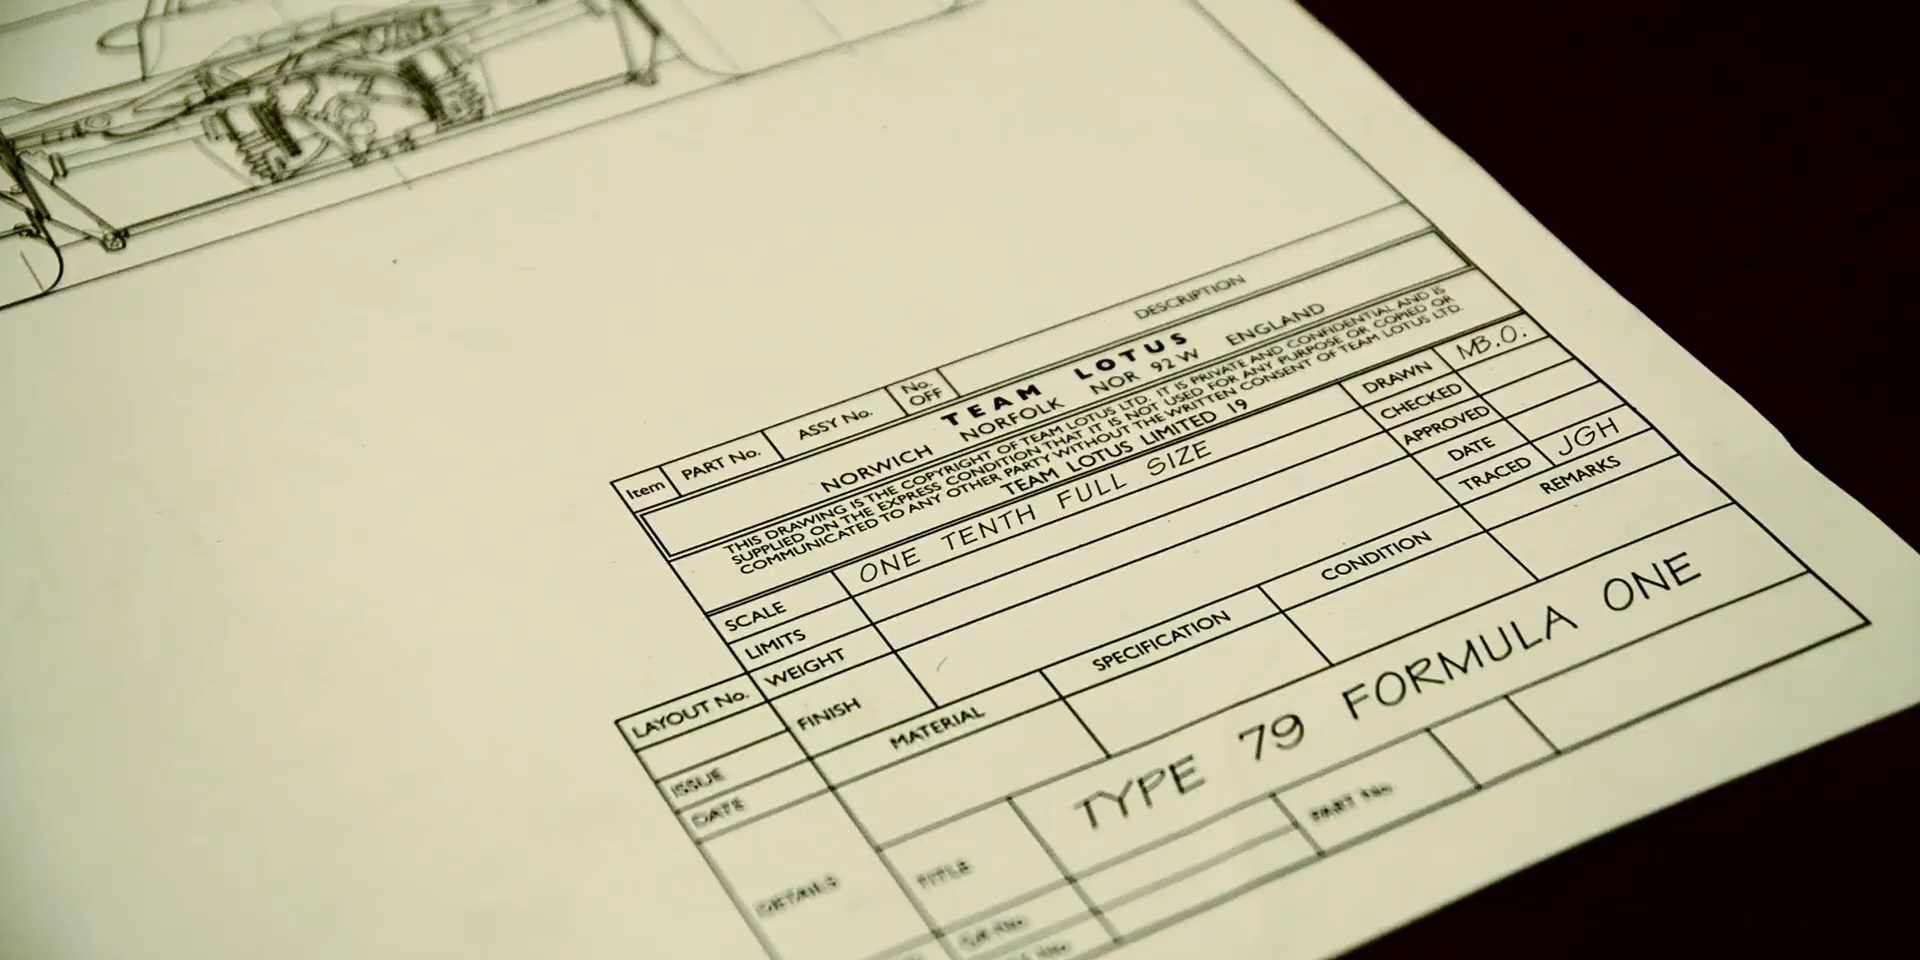 Item PART No. ASSY No. No. OFF DESCRIPTION
TEAM LOTUS
NORWICH NORFOLK NOR 92W ENGLAND
THIS DRAWING IS THE COPYRIGHT OF TEAM LOTUS LTD. IT IS PRIVATE AND CONFIDENTIAL AND IS
SUPPLIED ON THE EXPRESS CONDITION THAT IT IS NOT USED FOR ANY PURPOSE OR COPIED OR
COMMUNICATED TO ANY OTHER PARTY WITHOUT THE WRITTEN CONSENT OF TEAM LOTUS LTD.
TEAM LOTUS LIMITED 19
SCALE ONE TENTH FULL SIZE
LIMITS
WEIGHT
FINISH
DRAWN M.B.O.
CHECKED
APPROVED
DATE
TRACED JGH
MATERIAL SPECIFICATION CONDITION REMARKS
LAYOUT No.
ISSUE
DATE
DETAILS
TITLE TYPE 79 FORMULA ONE
PART No